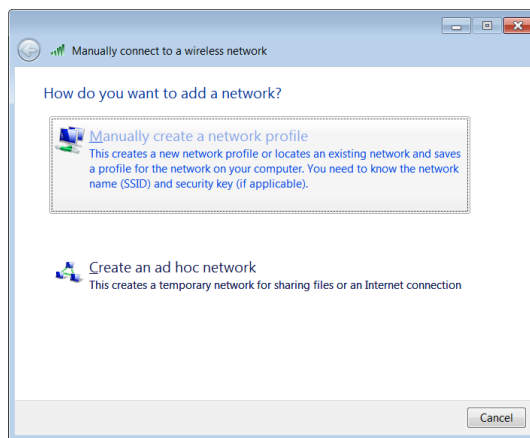 Manually connect to a wireless network
How do you want to add a network?
Manually create a network profile
This creates a new network profile or locates an existing network and saves
a profile for the network on your computer. You need to know the network
name (SSID) and security key (if applicable).
Create an ad hoc network
This creates a temporary network for sharing files or an Internet connection
Cancel